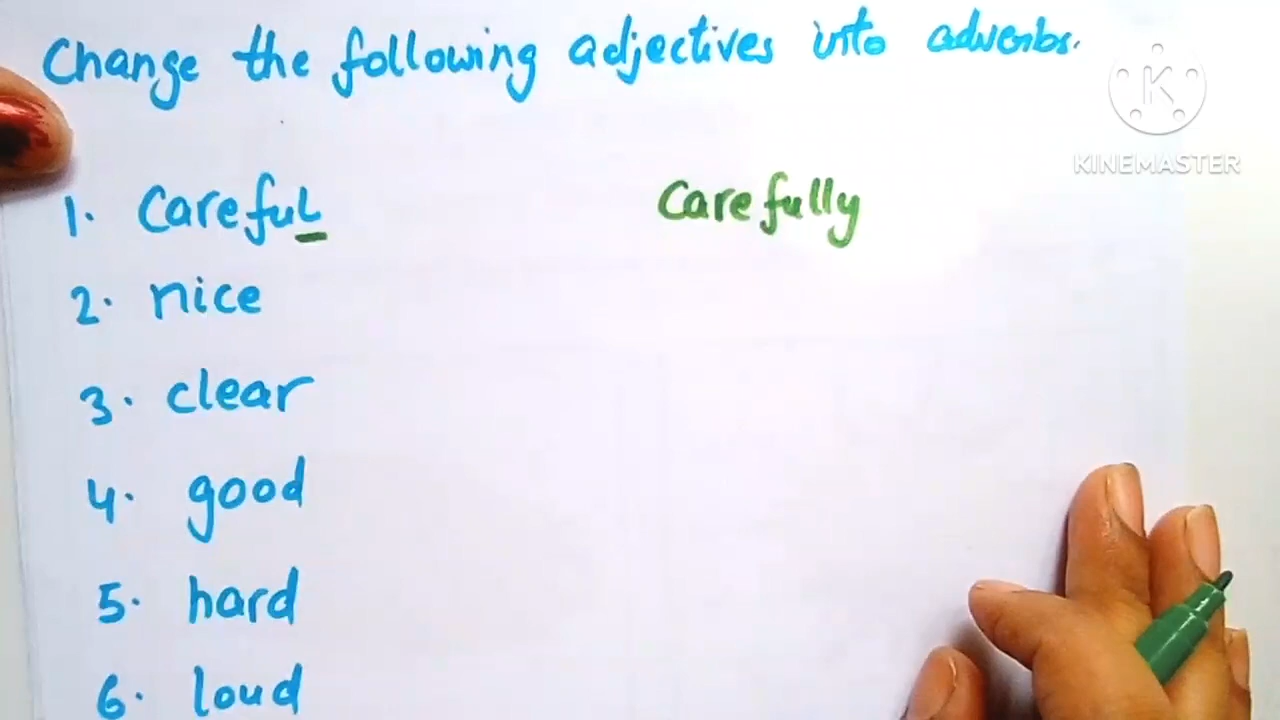 Change the following adjectives into adverbs.
KINEMASTER
1. Careful Carefully
2. nice
3. clear
4. good
5. hard
6. loud